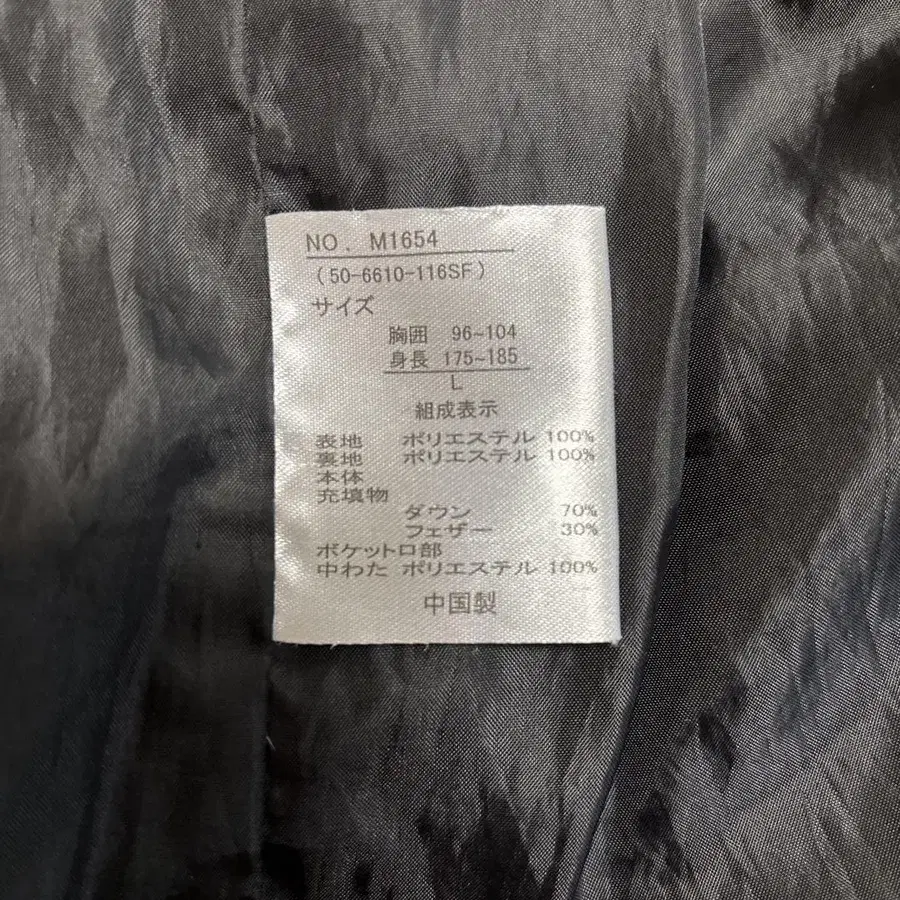 NO. M1654
(50-6610-116SF)
サイズ
胸囲 96~104
身長 175~185
L
組成表示
表地 ポリエステル 100%
裏地 ポリエステル 100%
本体
充填物
ダウン 70%
フェザー 30%
ポケット口部
中わた ポリエステル 100%
中国製